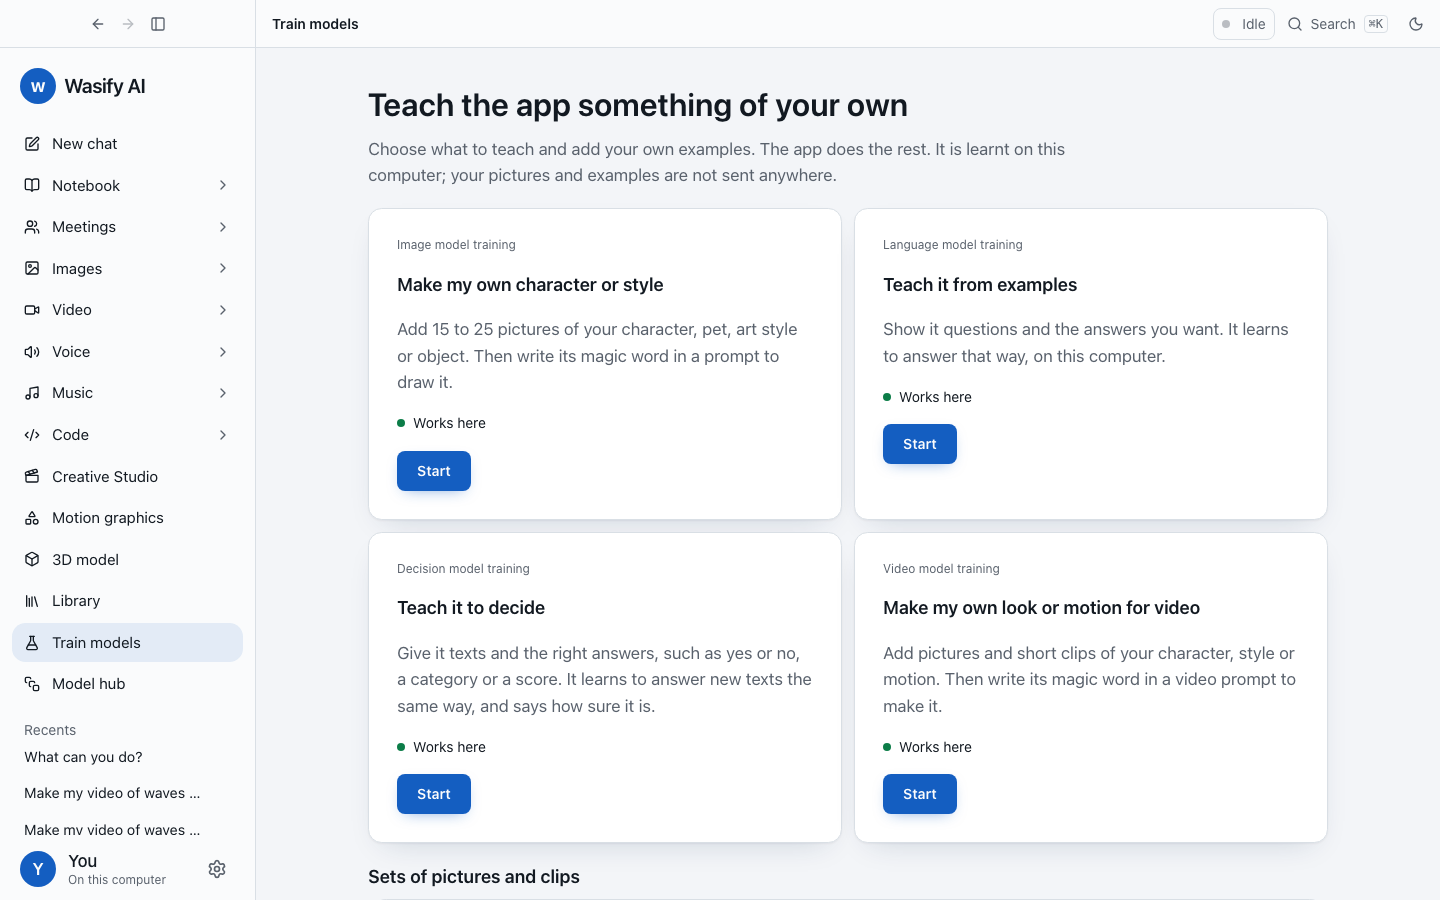 Train models
Idle
Search
⌘K
W
Wasify AI
New chat
Notebook
Meetings
Images
Video
Voice
Music
Code
Creative Studio
Motion graphics
3D model
Library
Train models
Model hub
Recents
What can you do?
Make my video of waves ...
Make my video of waves ...
Y
You
On this computer
Teach the app something of your own
Choose what to teach and add your own examples. The app does the rest. It is learnt on this
computer; your pictures and examples are not sent anywhere.
Image model training
Make my own character or style
Add 15 to 25 pictures of your character, pet, art style
or object. Then write its magic word in a prompt to
draw it.
Works here
Start
Language model training
Teach it from examples
Show it questions and the answers you want. It learns
to answer that way, on this computer.
Works here
Start
Decision model training
Teach it to decide
Give it texts and the right answers, such as yes or no,
a category or a score. It learns to answer new texts the
same way, and says how sure it is.
Works here
Start
Video model training
Make my own look or motion for video
Add pictures and short clips of your character, style or
motion. Then write its magic word in a video prompt to
make it.
Works here
Start
Sets of pictures and clips